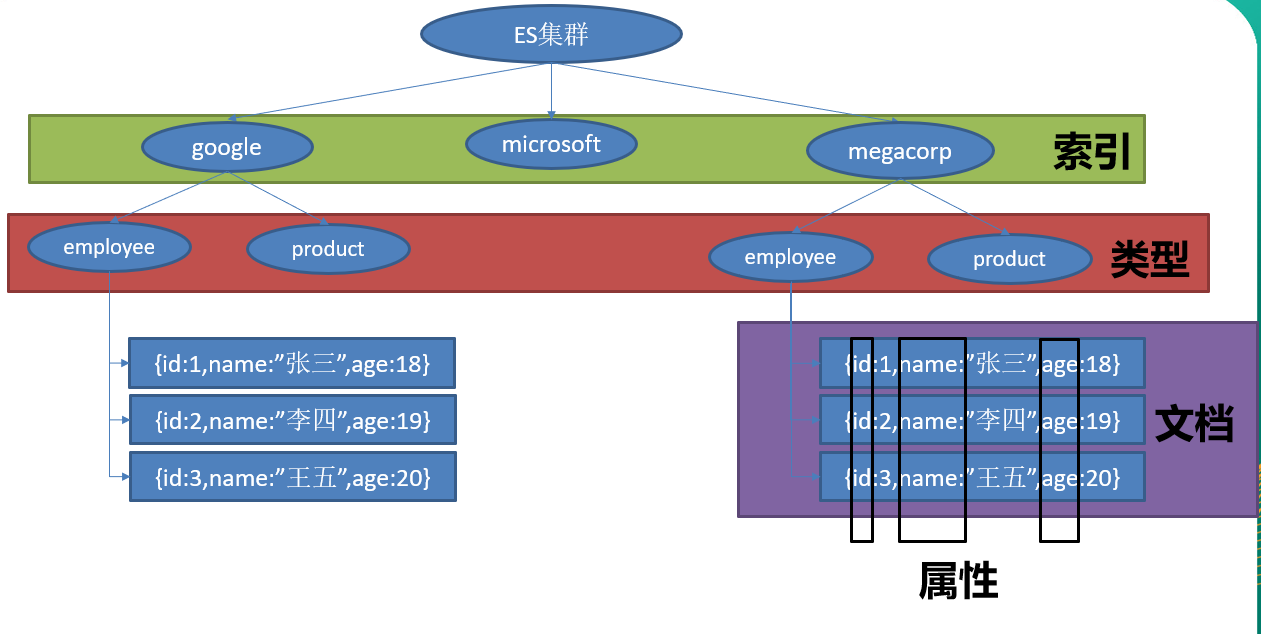 ES集群
google
microsoft
megacorp
索引
employee
product
employee
product
类型
{id:1,name:”张三”,age:18}
{id:2,name:”李四”,age:19}
{id:3,name:”王五”,age:20}
{id:1,name:”张三”,age:18}
{id:2,name:”李四”,age:19}
{id:3,name:”王五”,age:20}
文档
属性